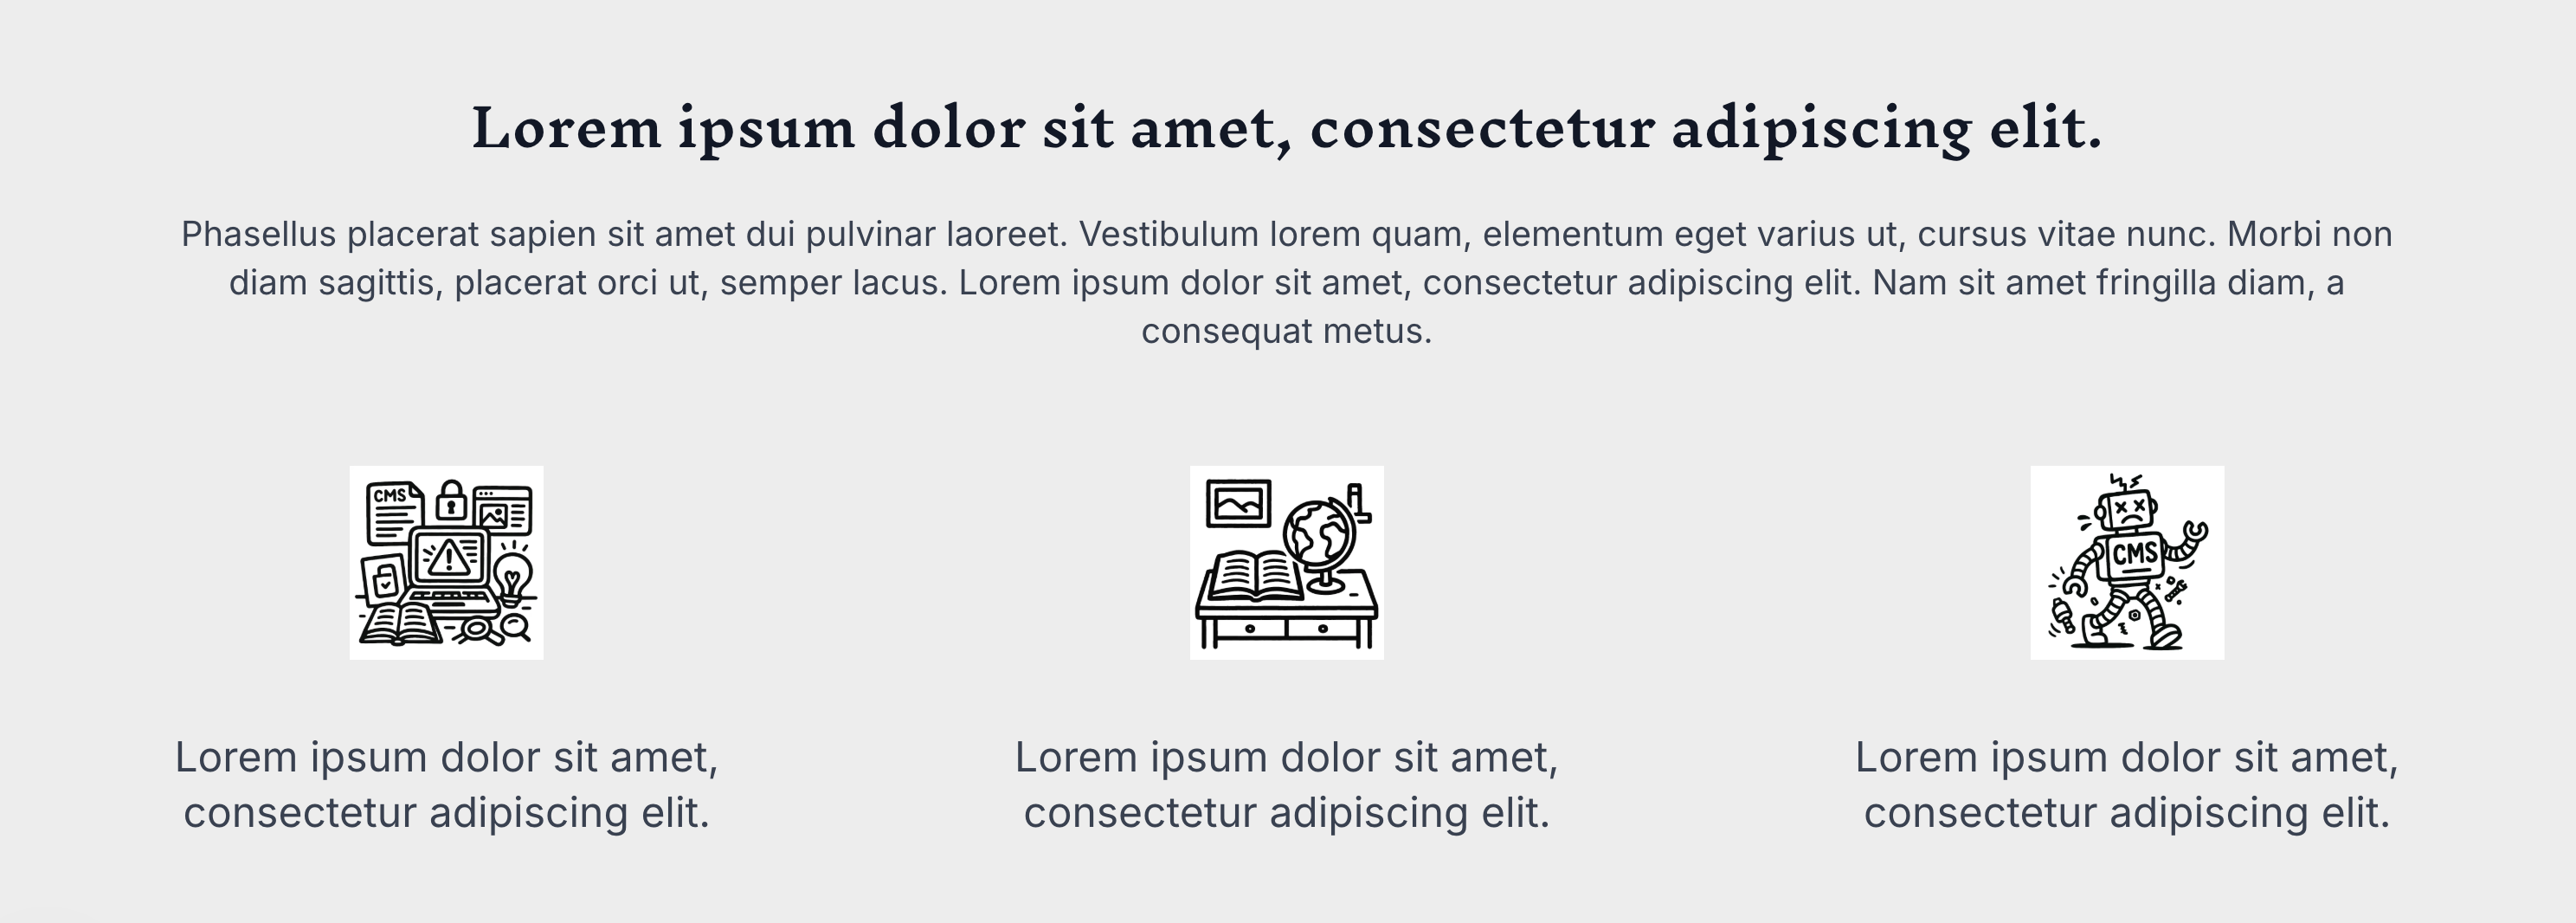 Lorem ipsum dolor sit amet, consectetur adipiscing elit.
Phasellus placerat sapien sit amet dui pulvinar laoreet. Vestibulum lorem quam, elementum eget varius ut, cursus vitae nunc. Morbi non
diam sagittis, placerat orci ut, semper lacus. Lorem ipsum dolor sit amet, consectetur adipiscing elit. Nam sit amet fringilla diam, a
consequat metus.
CMS
CMS
Lorem ipsum dolor sit amet,
consectetur adipiscing elit.
Lorem ipsum dolor sit amet,
consectetur adipiscing elit.
Lorem ipsum dolor sit amet,
consectetur adipiscing elit.